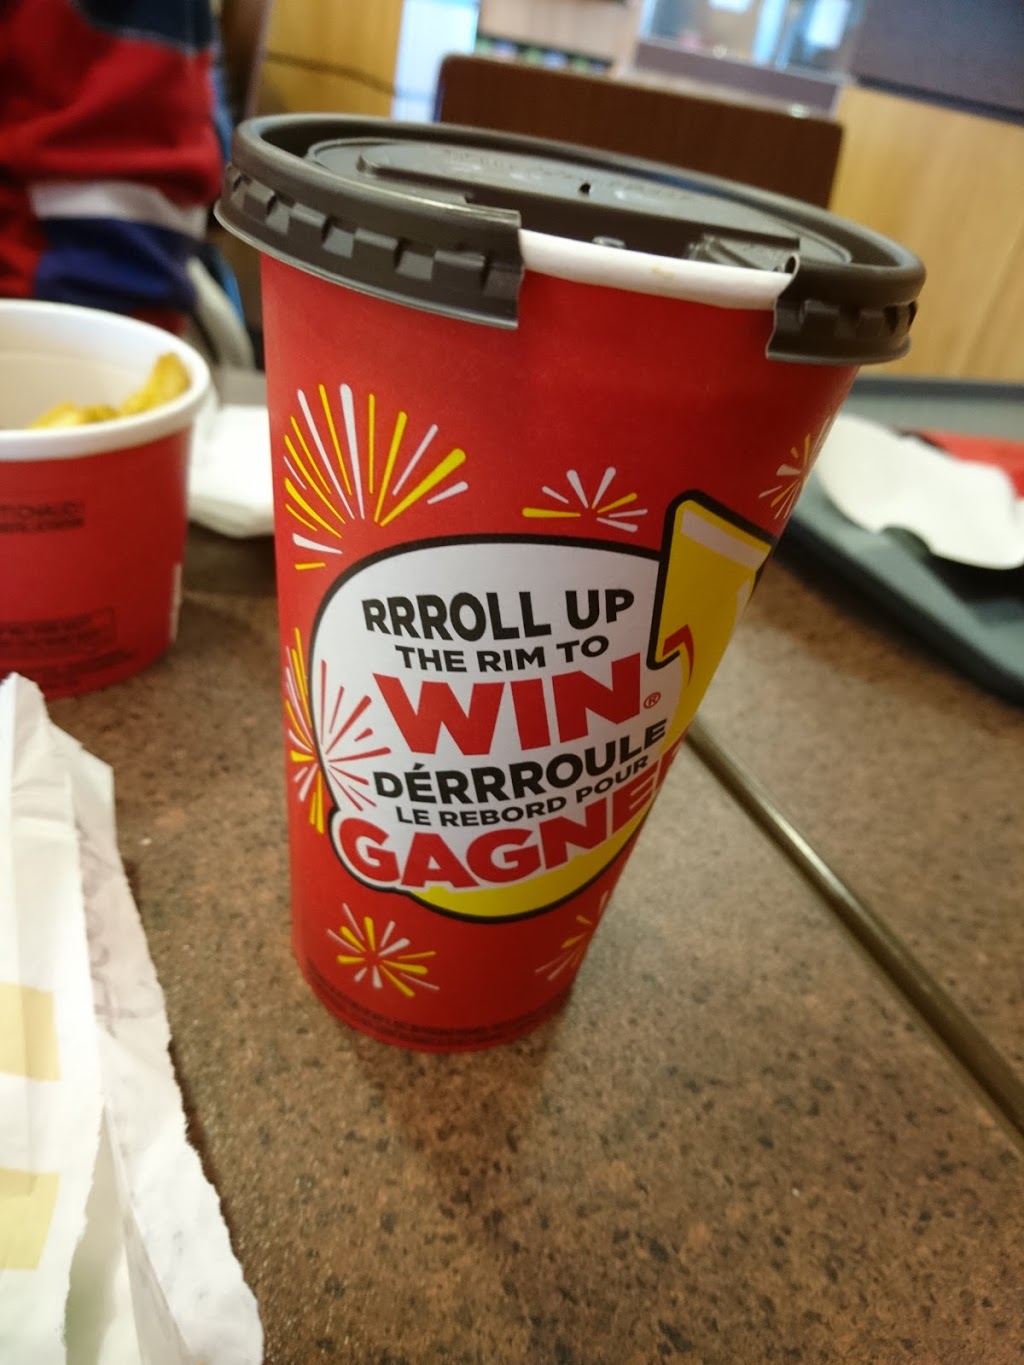 RRROLL UP
THE RIM TO
WIN®
DÉRRROULE
LE REBORD POUR
GAGNE